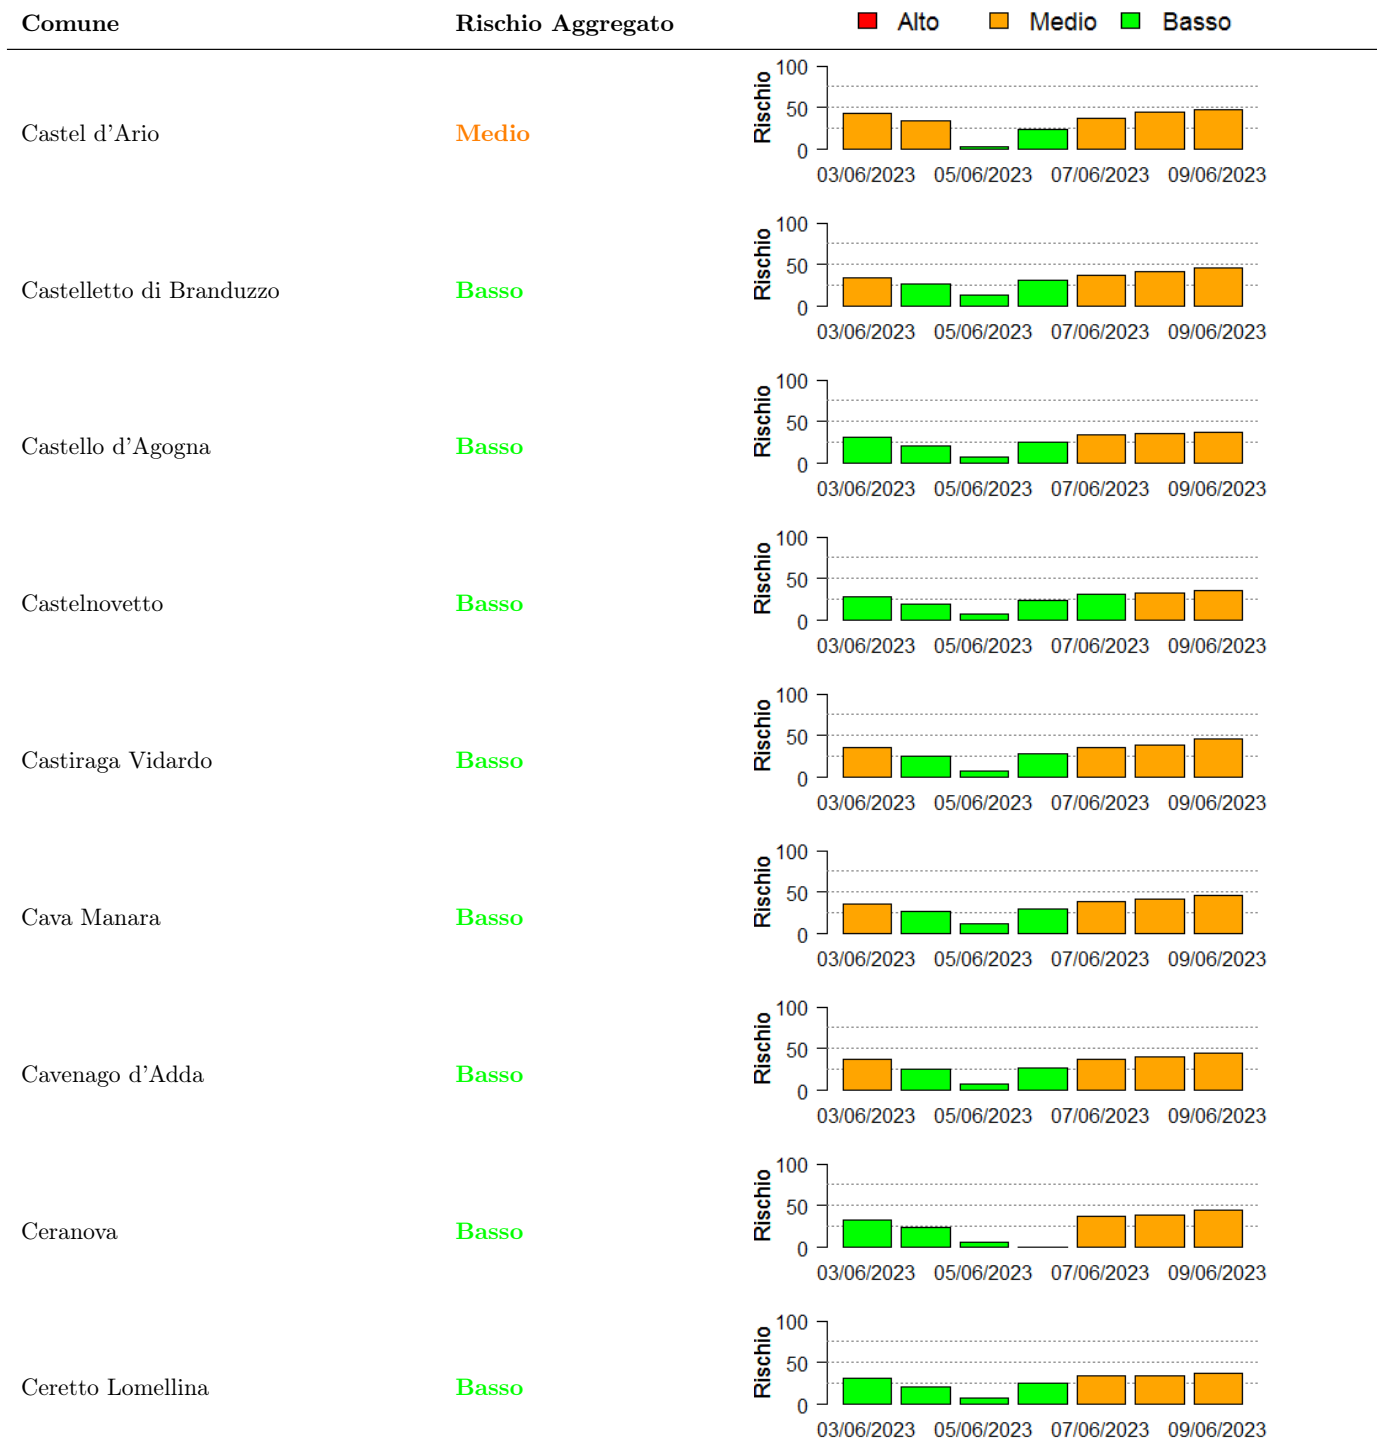 Comune Rischio Aggregato Alto Medio Basso
Castel d'Ario Medio
Rischio
100
50
0
03/06/2023 05/06/2023 07/06/2023 09/06/2023
Castelletto di Branduzzo Basso
Rischio
100
50
0
03/06/2023 05/06/2023 07/06/2023 09/06/2023
Castello d'Agogna Basso
Rischio
100
50
0
03/06/2023 05/06/2023 07/06/2023 09/06/2023
Castelnovetto Basso
Rischio
100
50
0
03/06/2023 05/06/2023 07/06/2023 09/06/2023
Castiraga Vidardo Basso
Rischio
100
50
0
03/06/2023 05/06/2023 07/06/2023 09/06/2023
Cava Manara Basso
Rischio
100
50
0
03/06/2023 05/06/2023 07/06/2023 09/06/2023
Cavenago d'Adda Basso
Rischio
100
50
0
03/06/2023 05/06/2023 07/06/2023 09/06/2023
Ceranova Basso
Rischio
100
50
0
03/06/2023 05/06/2023 07/06/2023 09/06/2023
Ceretto Lomellina Basso
Rischio
100
50
0
03/06/2023 05/06/2023 07/06/2023 09/06/2023